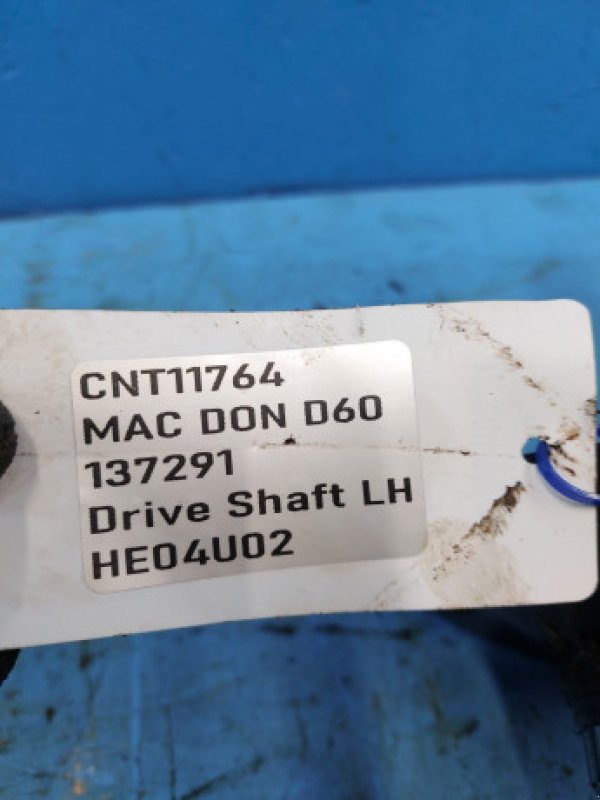 CNT11764
MAC DON D60
137291
Drive Shaft LH
HE04U02